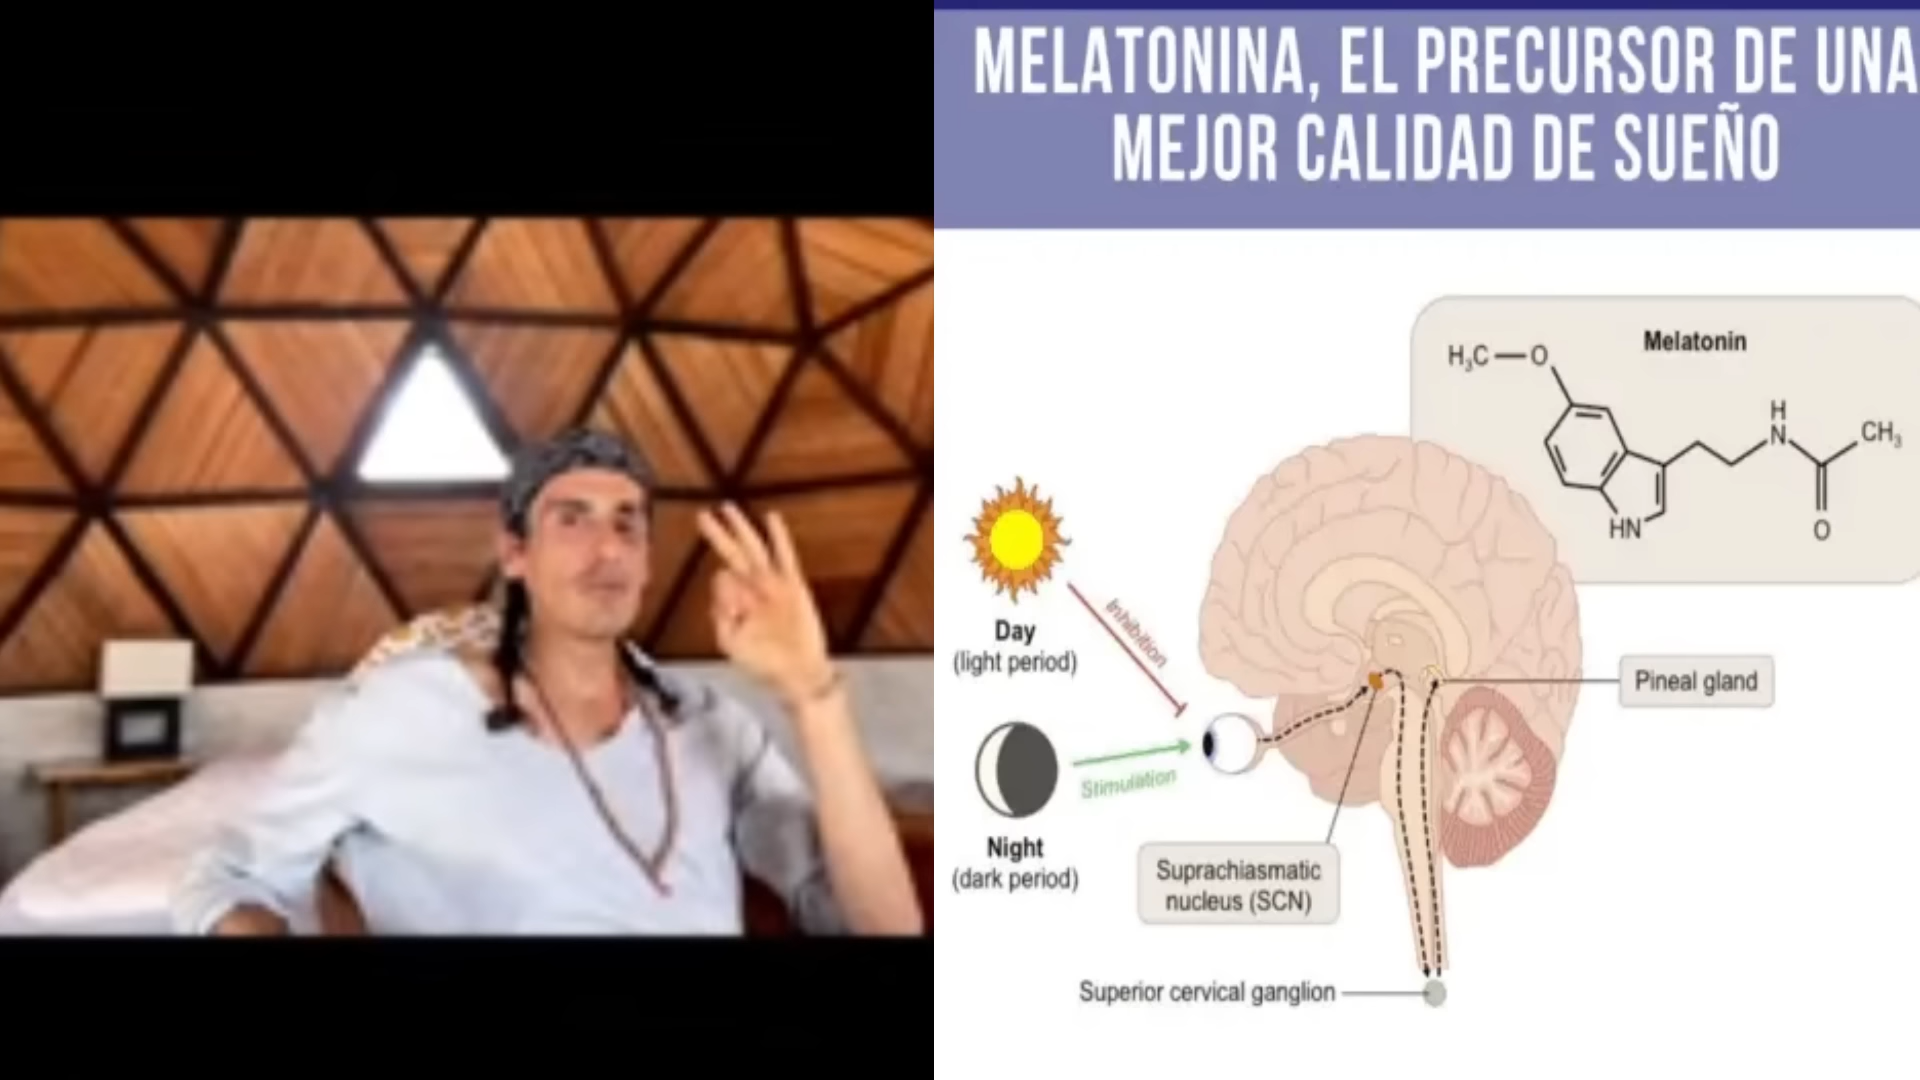 MELATONINA, EL PRECURSOR DE UNA
MEJOR CALIDAD DE SUEÑO
Melatonin
H₃C
O
H
N
CH₃
HN
O
Day
(light period)
Inhibition
Pineal gland
Stimulation
Night
(dark period)
Suprachiasmatic
nucleus (SCN)
Superior cervical ganglion